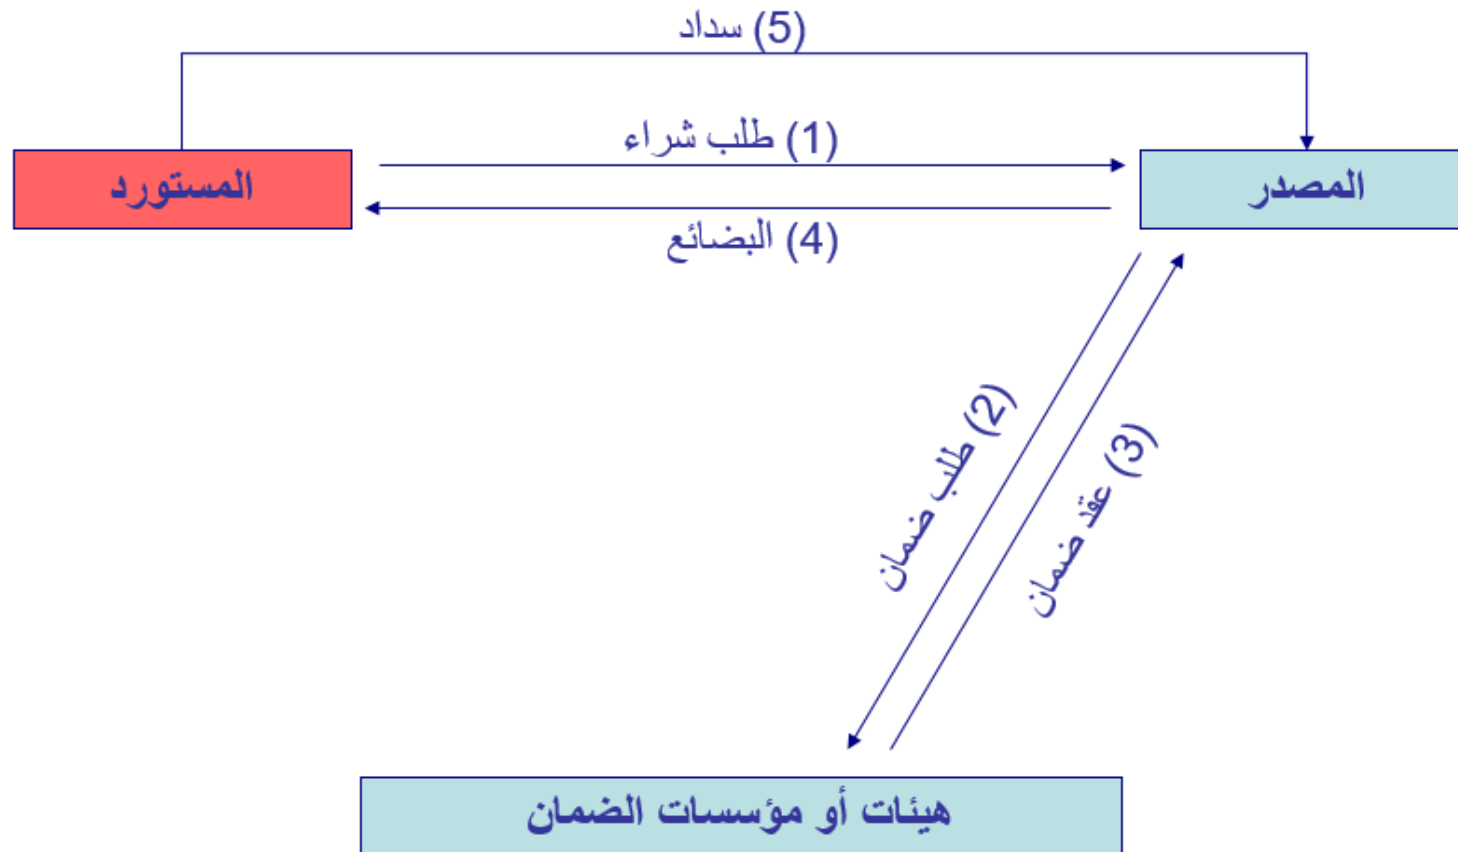 (5) سداد
(1) طلب شراء
المصدر
المستورد
(4) البضائع
(2) طلب ضمان
(3) عقد ضمان
هيئات أو مؤسسات الضمان